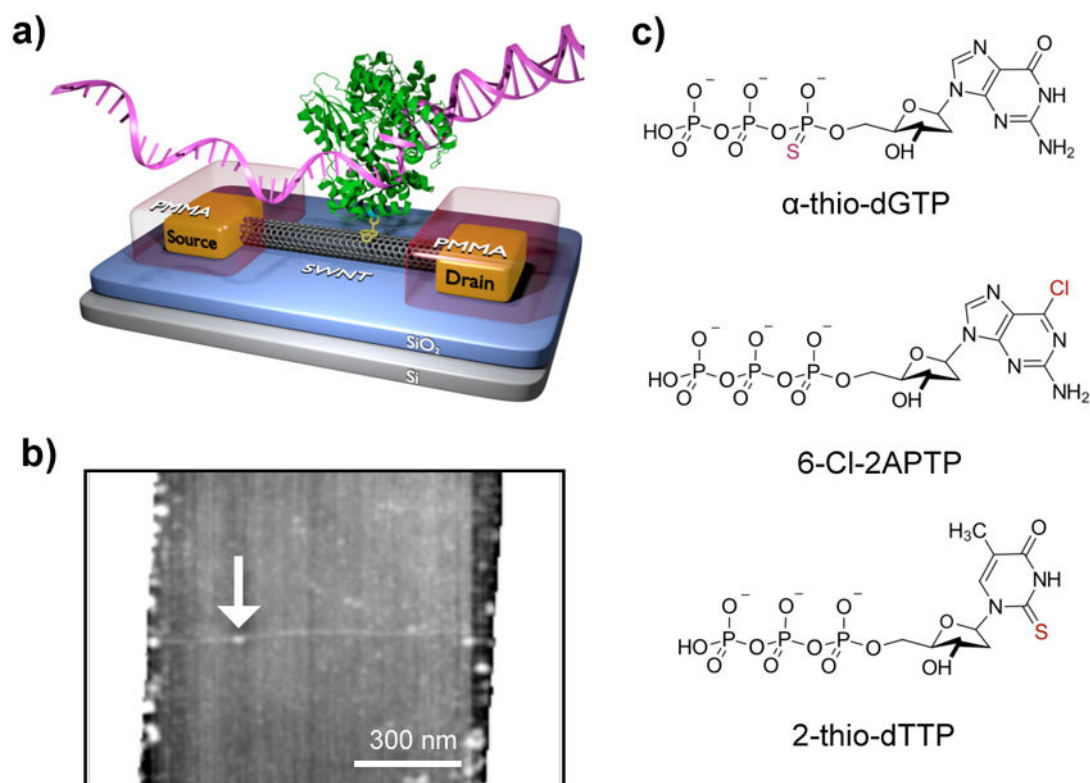 a)
PMMA
Source
SWNT
PMMA
Drain
SiO₂
Si
b)
300 nm
c)
O⁻ O⁻ O⁻
HO P O P O P O
O O S
O
OH
N
N
N
O
NH
N
NH₂
α-thio-dGTP
O⁻ O⁻ O⁻
HO P O P O P O
O O O
O
OH
N
N
N
Cl
N
N
NH₂
6-Cl-2APTP
O⁻ O⁻ O⁻
HO P O P O P O
O O O
O
OH
H₃C
O
NH
N
S
2-thio-dTTP